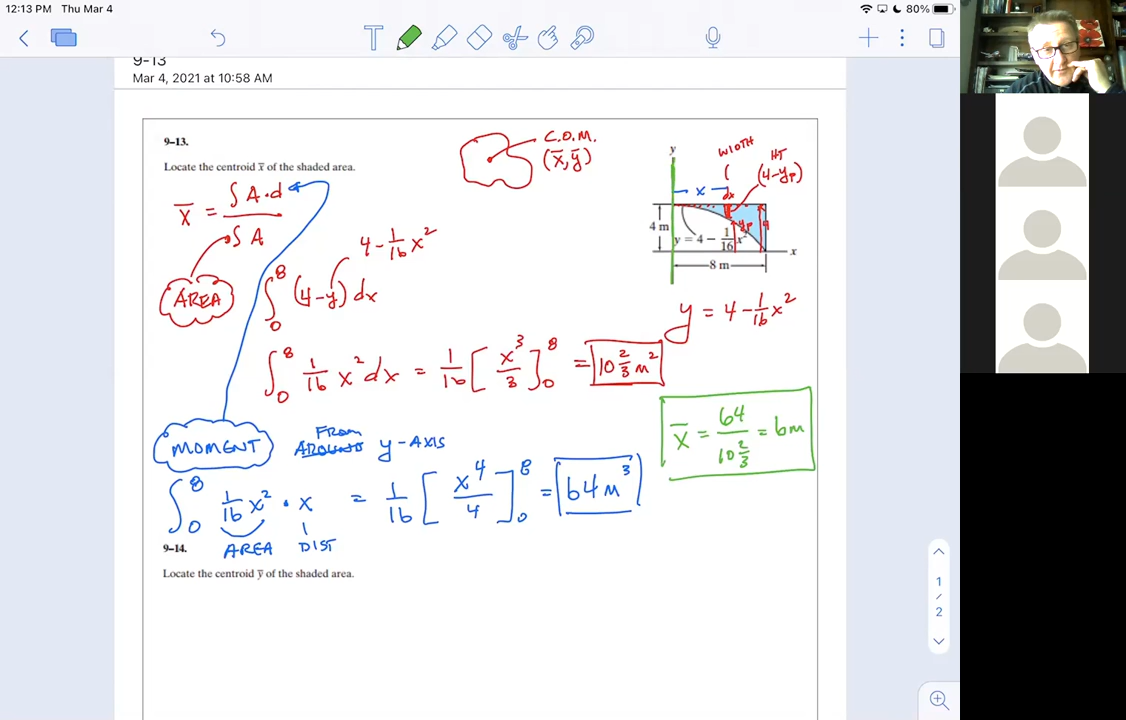 12:13 PM Thu Mar 4
80%
9-13
Mar 4, 2021 at 10:58 AM
9–13.
Locate the centroid x̄ of the shaded area.
C.O.M.
(x̄, ȳ)
x̄ = ∫A·d / ∫A
AREA
4 - 1/16 x²
∫₀⁸ (4-y) dx
∫₀⁸ 1/16 x² dx = 1/16 [x³/3]₀⁸ = 10 2/3 m²
y
WIDTH
HT
(4-yp)
x
dx
yp
4
4 m
y = 4 – 1/16 x²
x
8 m
y = 4 - 1/16 x²
x̄ = 64 / 10 2/3 = 6m
MOMENT
FROM
AROUND y-AXIS
∫₀⁸ 1/16 x² · x = 1/16 [x⁴/4]₀⁸ = 64 m³
AREA DIST
9–14.
Locate the centroid ȳ of the shaded area.
1
/
2